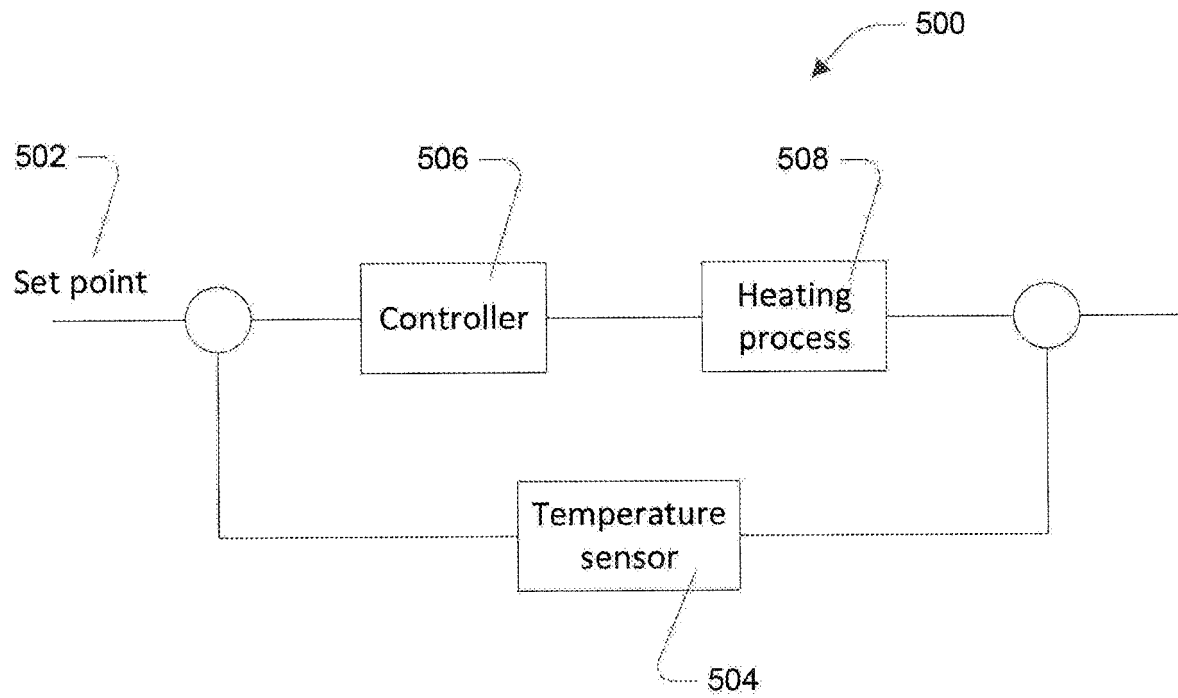 500
502
506
508
Set point
Controller
Heating
process
Temperature
sensor
504